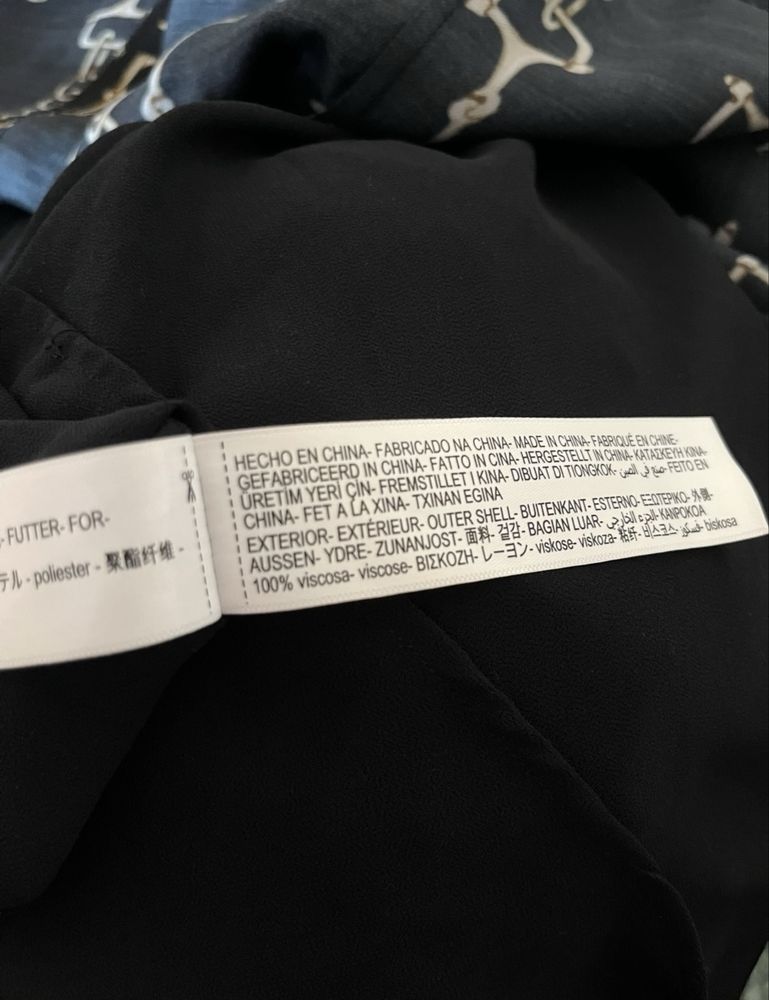 - FUTTER- FOR-
テル - poliester - 聚酯纤维 -
HECHO EN CHINA- FABRICADO NA CHINA- MADE IN CHINA- FABRIQUÉ EN CHINE-
GEFABRICEERD IN CHINA- FATTO IN CINA- HERGESTELLT IN CHINA- ΚΑΤΑΣΚΕΥΗ ΚΙΝΑ-
ÜRETİM YERİ ÇİN- FREMSTILLET I KINA- DIBUAT DI TIONGKOK- صنع في الصين- FEITO EN
CHINA- FET A LA XINA- TXINAN EGINA
EXTERIOR- EXTÉRIEUR- OUTER SHELL- BUITENKANT- ESTERNO- ΕΞΩΤΕΡΙΚΟ- 外側-
AUSSEN- YDRE- ZUNANJOST- 面料- 겉감- BAGIAN LUAR- الجزء الخارجي- KANPOKOA
100% viscosa- viscose- ΒΙΣΚΟΖΗ- レーヨン- viskose- viskoza- 粘纤- 비스코스- فسكوز- biskosa